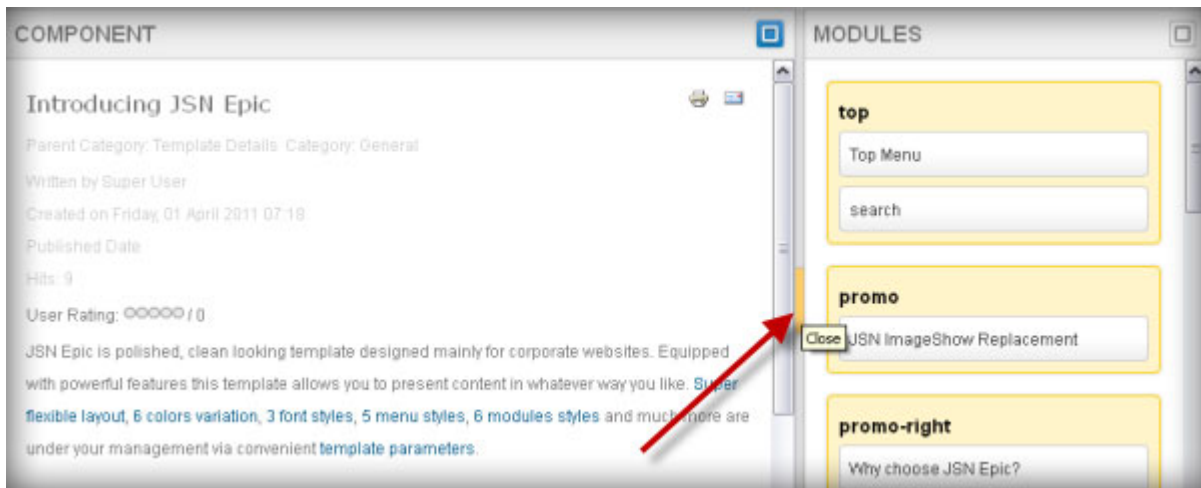 COMPONENT
Introducing JSN Epic
Parent Category: Template Details Category: General
Written by Super User
Created on Friday, 01 April 2011 07:18
Published Date
Hits: 9
User Rating: / 0
JSN Epic is polished, clean looking template designed mainly for corporate websites. Equipped
with powerful features this template allows you to present content in whatever way you like. Super
flexible layout, 6 colors variation, 3 font styles, 5 menu styles, 6 modules styles and much more are
under your management via convenient template parameters.
Close
MODULES
top
Top Menu
search
promo
JSN ImageShow Replacement
promo-right
Why choose JSN Epic?